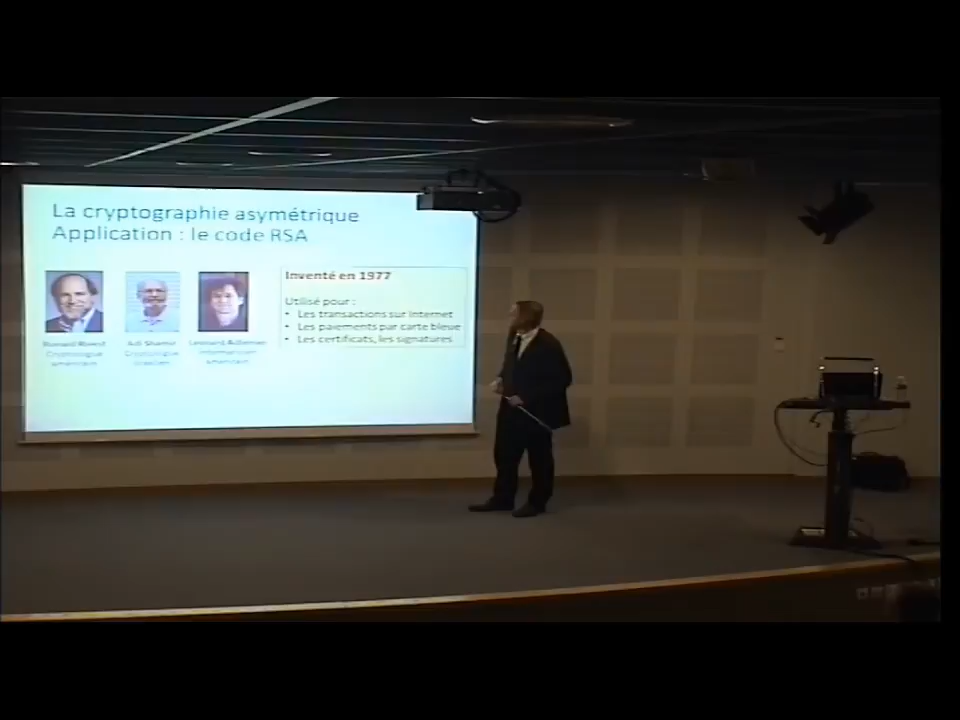 La cryptographie asymétrique
Application : le code RSA
Inventé en 1977
Utilisé pour :
• Les transactions sur Internet
• Les paiements par carte bleue
• Les certificats, les signatures
Ronald Rivest
Cryptologue
américain
Adi Shamir
Cryptologue
israélien
Leonard Adleman
Informaticien
américain